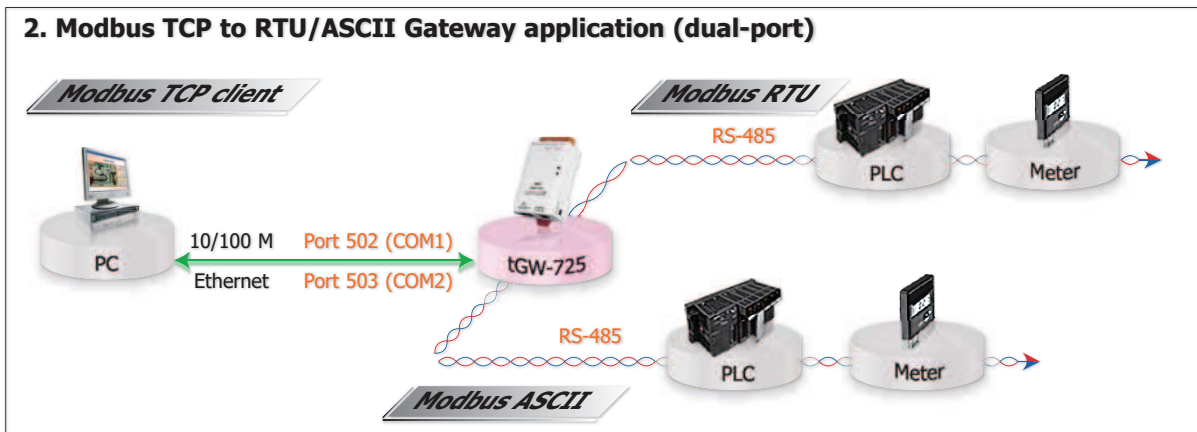 2. Modbus TCP to RTU/ASCII Gateway application (dual-port)
Modbus TCP client
Modbus RTU
RS-485
PLC
Meter
10/100 M
Port 502 (COM1)
PC
tGW-725
Ethernet
Port 503 (COM2)
RS-485
PLC
Meter
Modbus ASCII